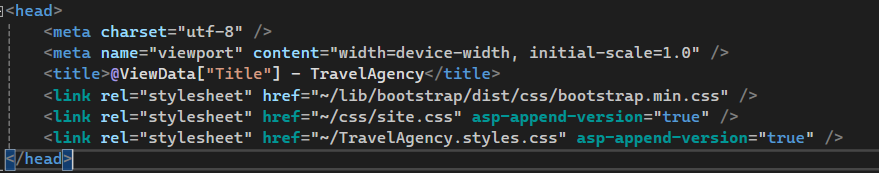 <head>
<meta charset="utf-8" />
<meta name="viewport" content="width=device-width, initial-scale=1.0" />
<title>@ViewData["Title"] - TravelAgency</title>
<link rel="stylesheet" href="~/lib/bootstrap/dist/css/bootstrap.min.css" />
<link rel="stylesheet" href="~/css/site.css" asp-append-version="true" />
<link rel="stylesheet" href="~/TravelAgency.styles.css" asp-append-version="true" />
</head>